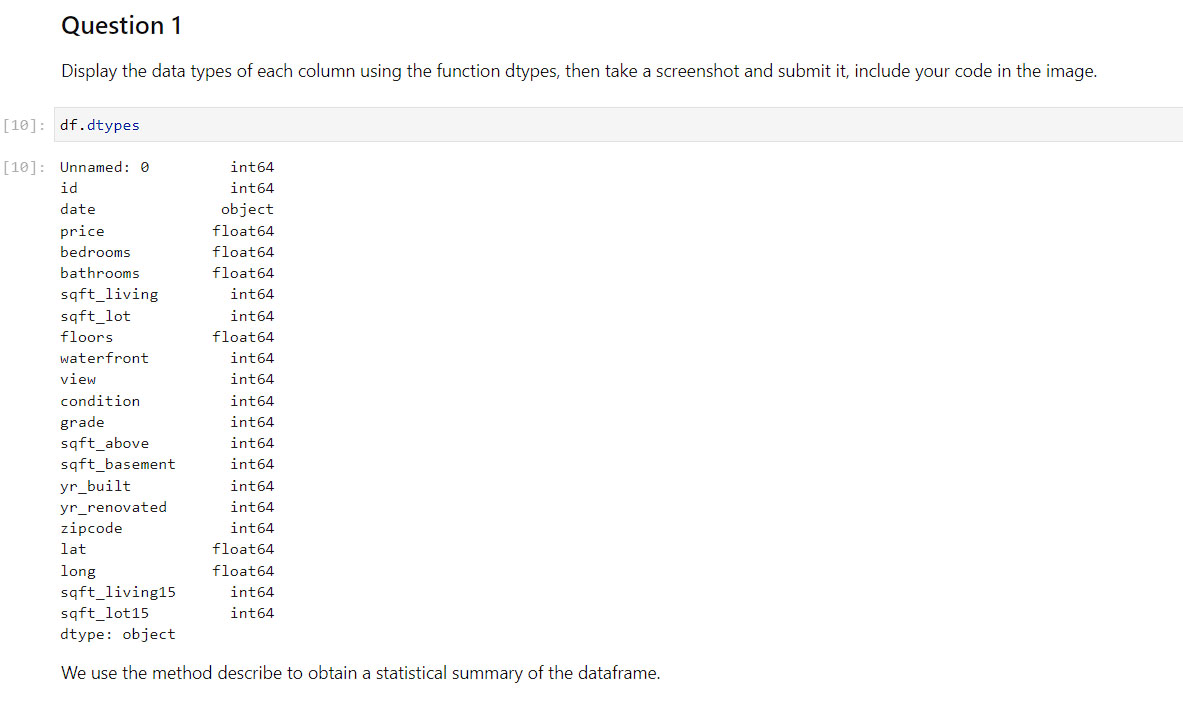 Question 1
Display the data types of each column using the function dtypes, then take a screenshot and submit it, include your code in the image.
[10]: df.dtypes
[10]: Unnamed: 0 int64
id int64
date object
price float64
bedrooms float64
bathrooms float64
sqft_living int64
sqft_lot int64
floors float64
waterfront int64
view int64
condition int64
grade int64
sqft_above int64
sqft_basement int64
yr_built int64
yr_renovated int64
zipcode int64
lat float64
long float64
sqft_living15 int64
sqft_lot15 int64
dtype: object
We use the method describe to obtain a statistical summary of the dataframe.